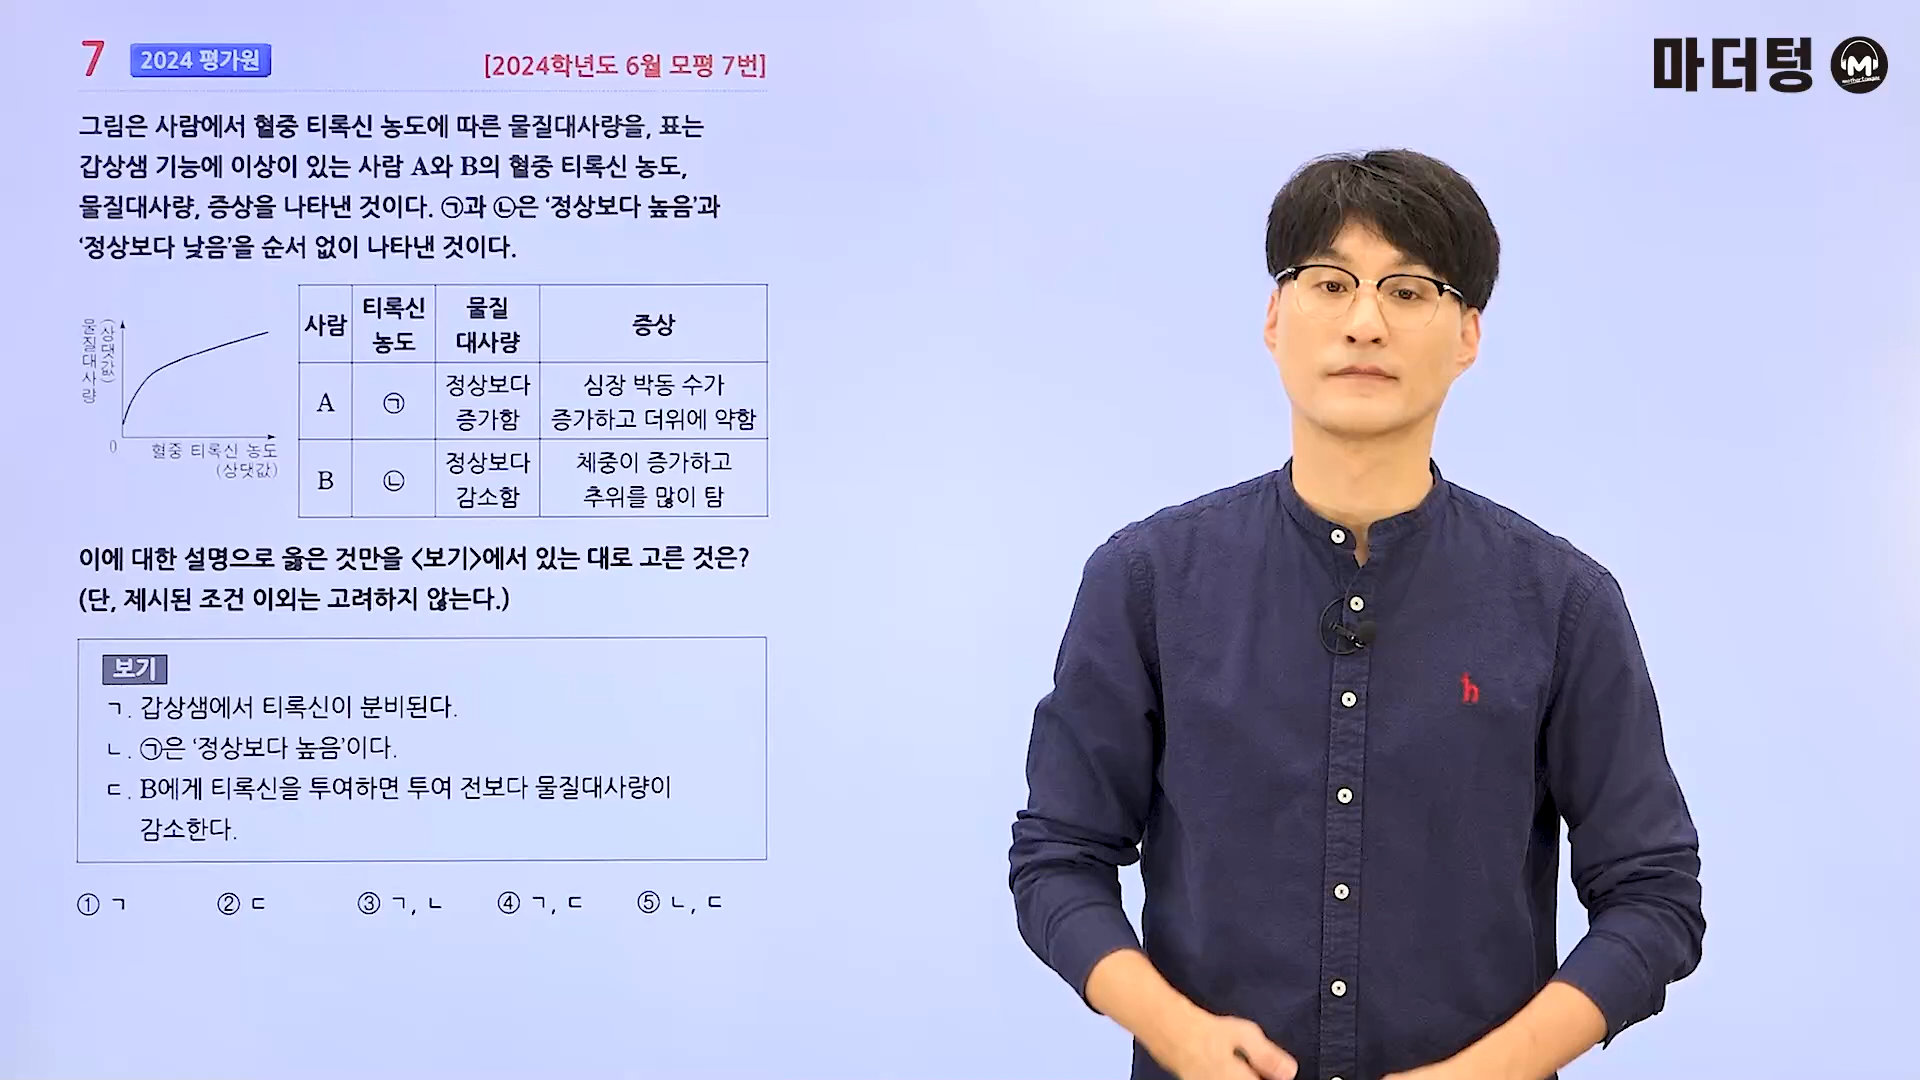 7 2024 평가원 [2024학년도 6월 모평 7번]
마더텅 M
그림은 사람에서 혈중 티록신 농도에 따른 물질대사량을, 표는
갑상샘 기능에 이상이 있는 사람 A와 B의 혈중 티록신 농도,
물질대사량, 증상을 나타낸 것이다. ㉠과 ㉡은 ‘정상보다 높음’과
‘정상보다 낮음’을 순서 없이 나타낸 것이다.
물질대사량
(상댓값)
0
혈중 티록신 농도
(상댓값)
사람 티록신 농도 물질 대사량 증상
A ㉠ 정상보다 증가함 심장 박동 수가 증가하고 더위에 약함
B ㉡ 정상보다 감소함 체중이 증가하고 추위를 많이 탐
이에 대한 설명으로 옳은 것만을 <보기>에서 있는 대로 고른 것은?
(단, 제시된 조건 이외는 고려하지 않는다.)
보기
ㄱ. 갑상샘에서 티록신이 분비된다.
ㄴ. ㉠은 ‘정상보다 높음’이다.
ㄷ. B에게 티록신을 투여하면 투여 전보다 물질대사량이
감소한다.
① ㄱ ② ㄷ ③ ㄱ, ㄴ ④ ㄱ, ㄷ ⑤ ㄴ, ㄷ
h